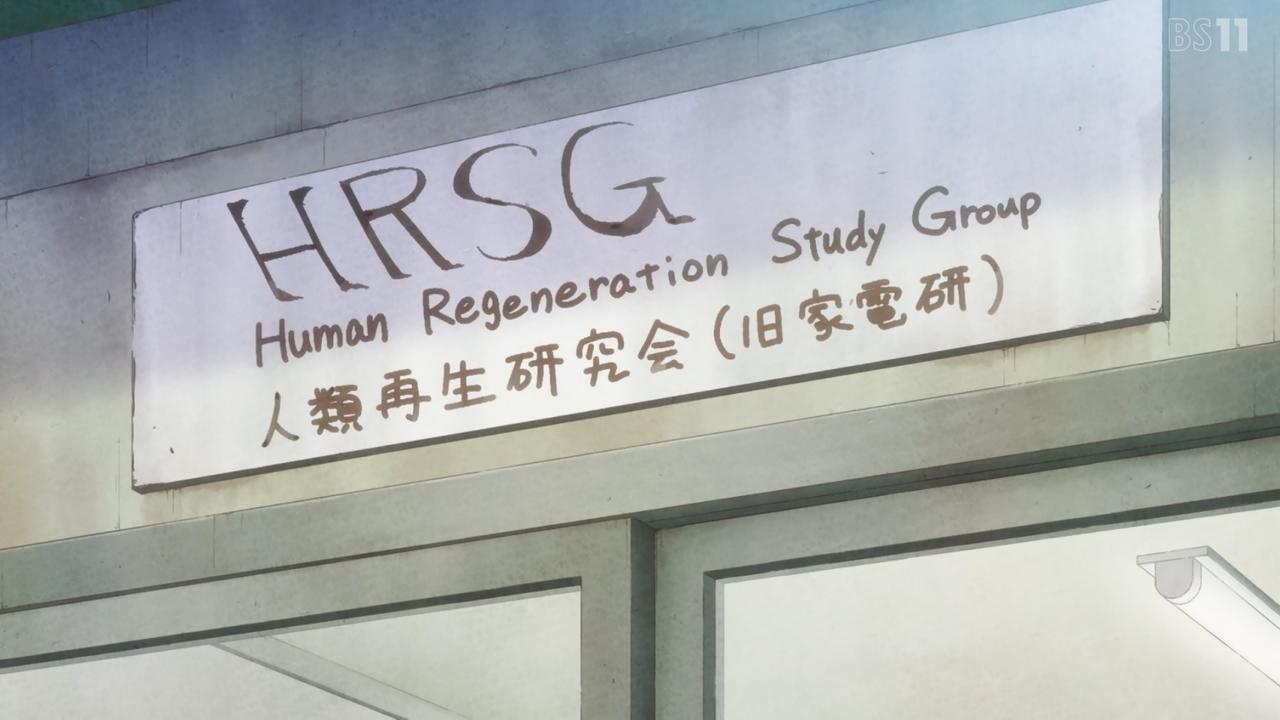 BS11
HRSG
Human Regeneration Study Group
人類再生研究会(旧家電研)